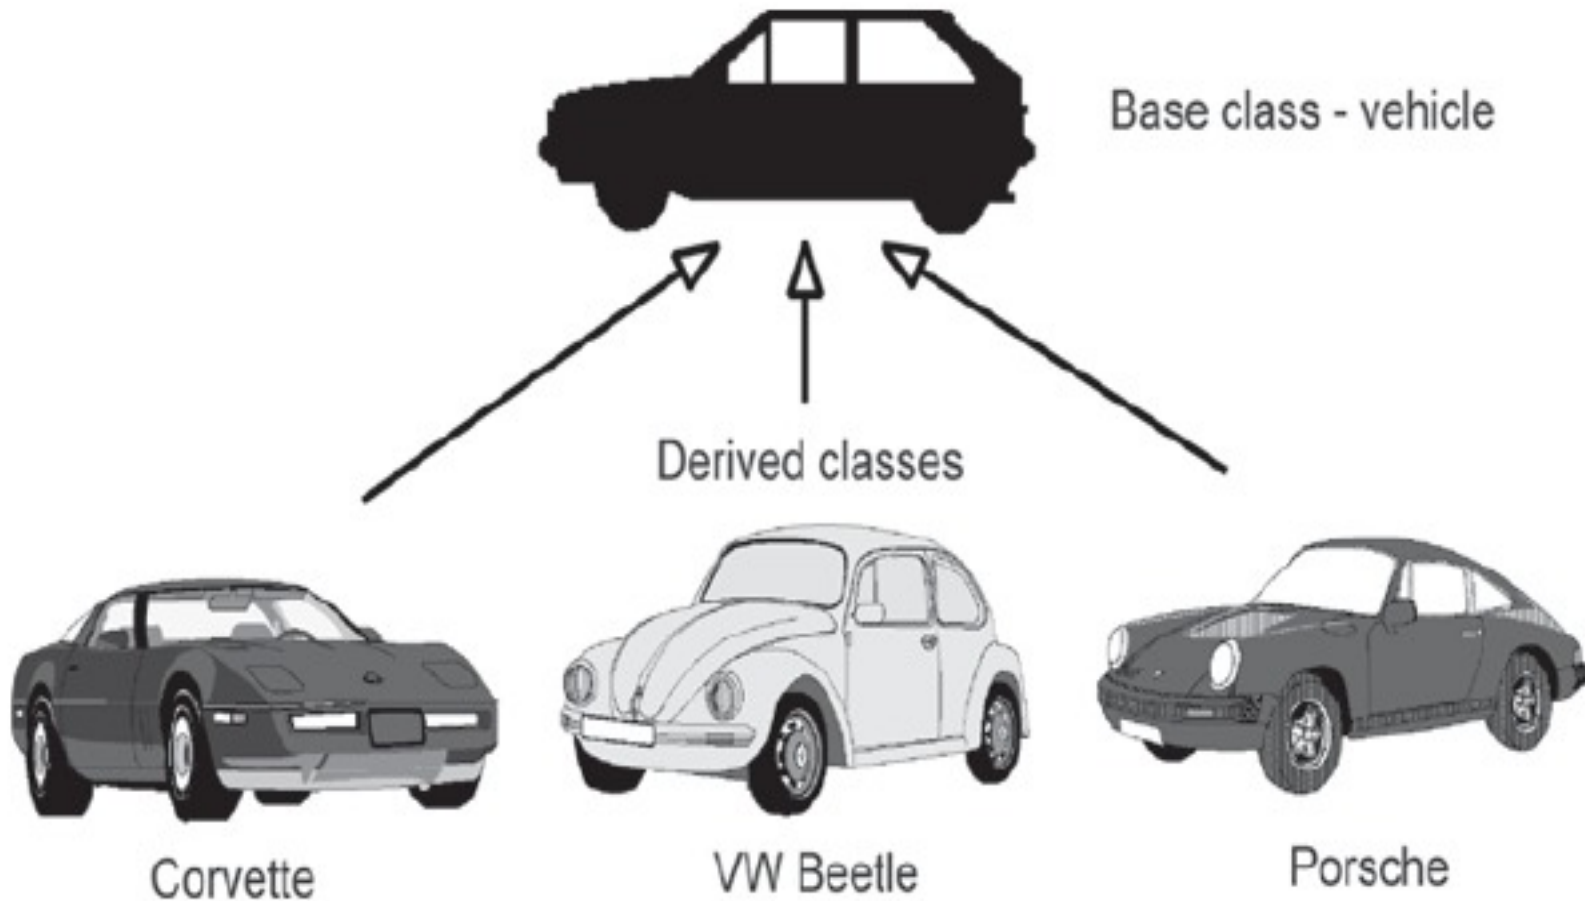 Base class - vehicle
Derived classes
Corvette
VW Beetle
Porsche